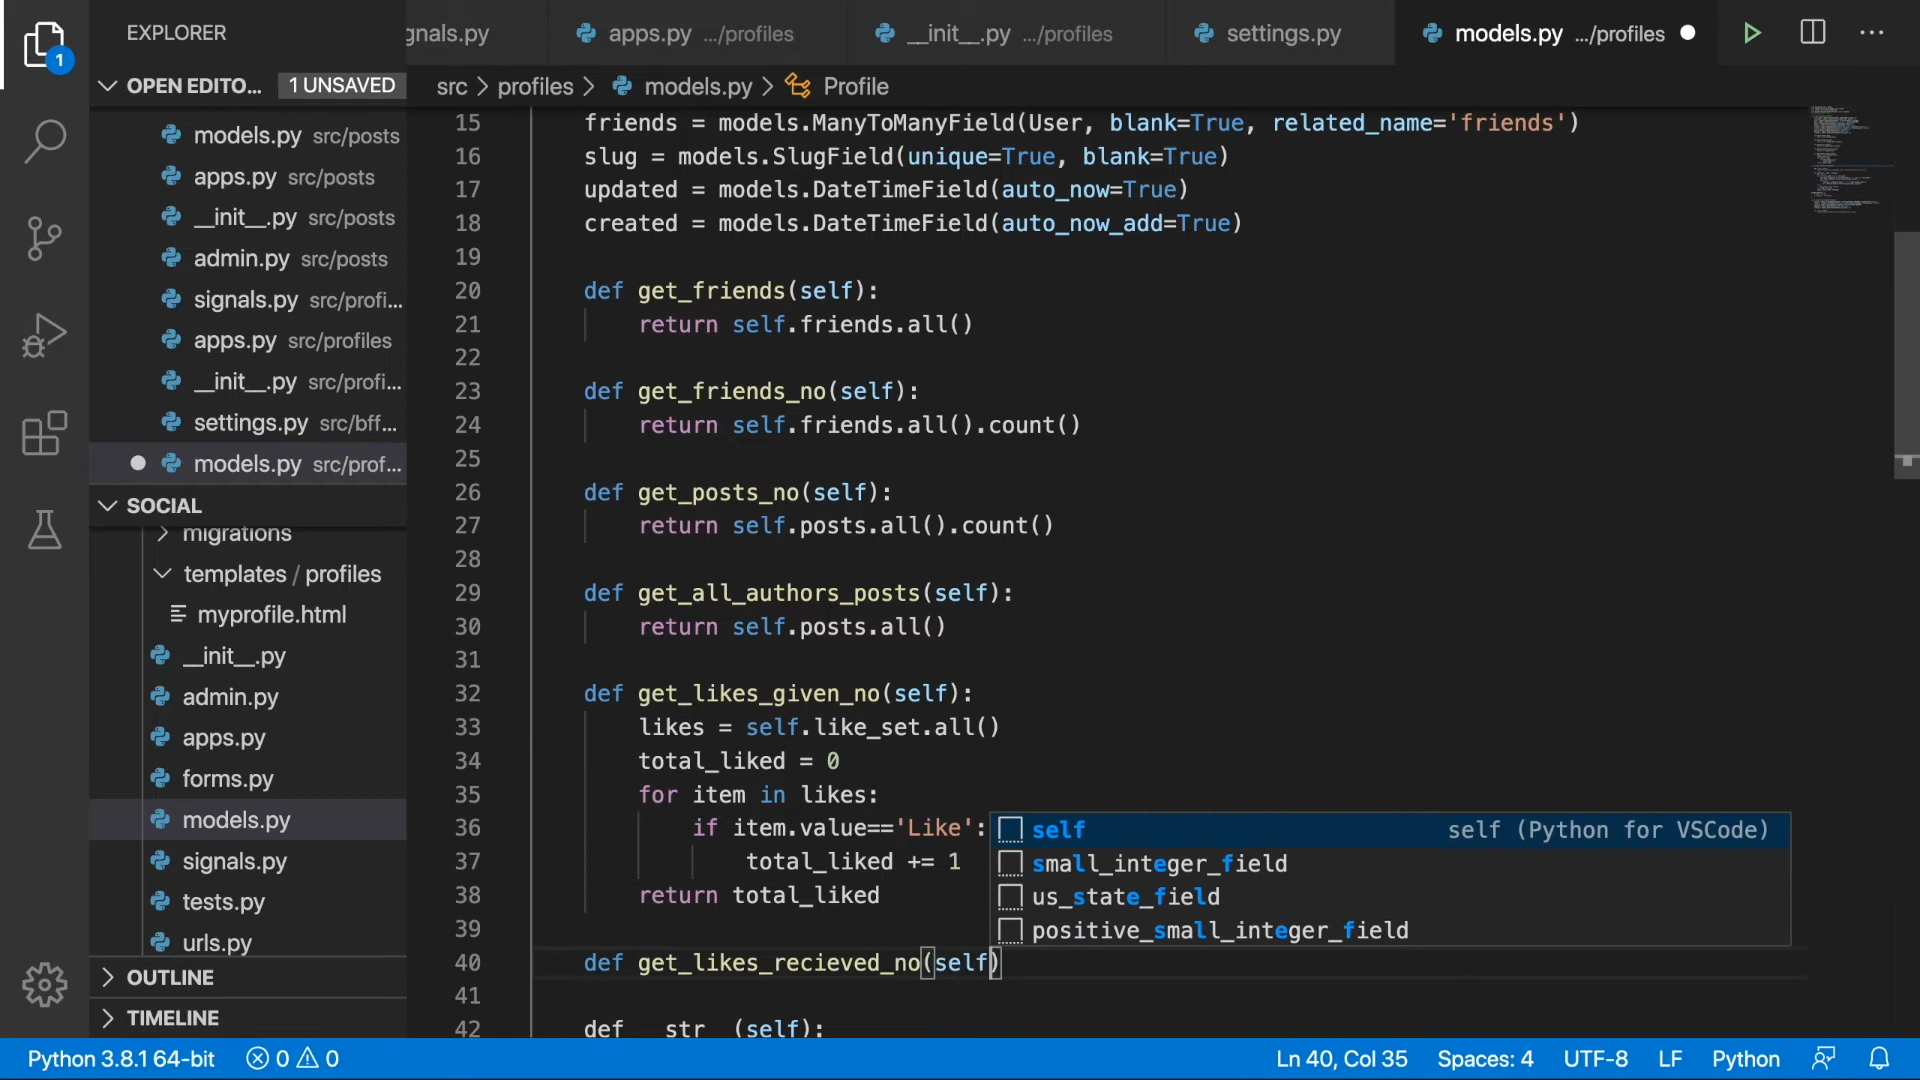 EXPLORER
gnals.py
apps.py .../profiles
__init__.py .../profiles
settings.py
models.py .../profiles
1
OPEN EDITO... 1 UNSAVED
src > profiles > models.py > Profile
models.py src/posts
apps.py src/posts
__init__.py src/posts
admin.py src/posts
signals.py src/profi...
apps.py src/profiles
__init__.py src/profi...
settings.py src/bff...
models.py src/prof...
SOCIAL
migrations
templates / profiles
myprofile.html
__init__.py
admin.py
apps.py
forms.py
models.py
signals.py
tests.py
urls.py
OUTLINE
TIMELINE
15 friends = models.ManyToManyField(User, blank=True, related_name='friends')
16 slug = models.SlugField(unique=True, blank=True)
17 updated = models.DateTimeField(auto_now=True)
18 created = models.DateTimeField(auto_now_add=True)
19
20 def get_friends(self):
21 return self.friends.all()
22
23 def get_friends_no(self):
24 return self.friends.all().count()
25
26 def get_posts_no(self):
27 return self.posts.all().count()
28
29 def get_all_authors_posts(self):
30 return self.posts.all()
31
32 def get_likes_given_no(self):
33 likes = self.like_set.all()
34 total_liked = 0
35 for item in likes:
36 if item.value=='Like':
37 total_liked += 1
38 return total_liked
39
40 def get_likes_recieved_no(self)
41
42 def __str__(self):
self self (Python for VSCode)
small_integer_field
us_state_field
positive_small_integer_field
Python 3.8.1 64-bit 0 0 Ln 40, Col 35 Spaces: 4 UTF-8 LF Python